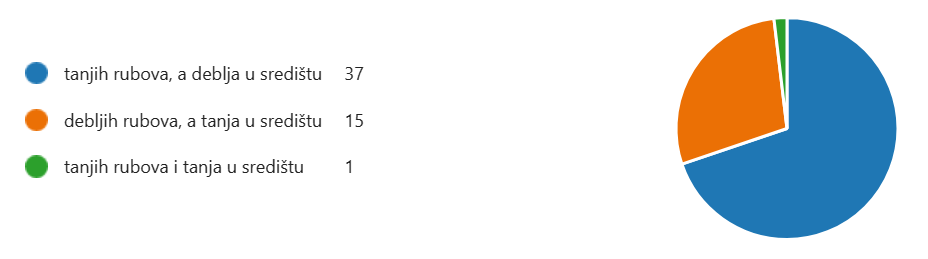 tanjih rubova, a deblja u središtu 37
debljih rubova, a tanja u središtu 15
tanjih rubova i tanja u središtu 1